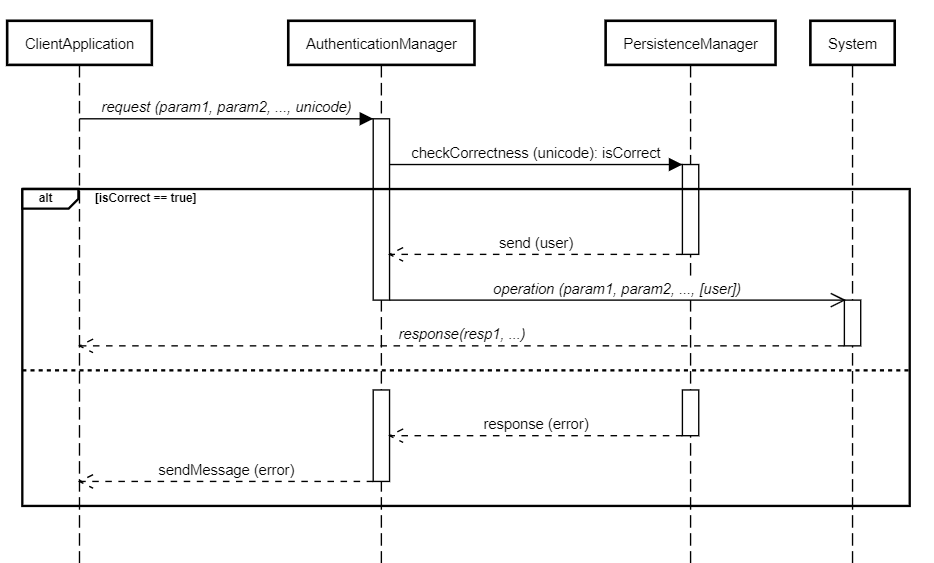 ClientApplication
AuthenticationManager
PersistenceManager
System
request (param1, param2, ..., unicode)
checkCorrectness (unicode): isCorrect
alt
[isCorrect == true]
send (user)
operation (param1, param2, ..., [user])
response(resp1, ...)
response (error)
sendMessage (error)